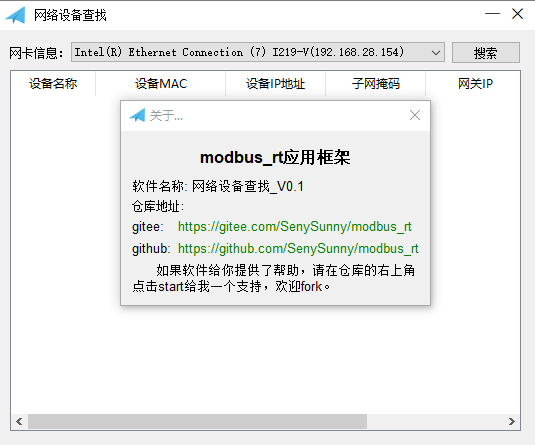 网络设备查找
网卡信息: Intel(R) Ethernet Connection (7) I219-V(192.168.28.154) 搜索
设备名称 设备MAC 设备IP地址 子网掩码 网关IP
关于...
modbus_rt应用框架
软件名称: 网络设备查找_V0.1
仓库地址:
gitee: https://gitee.com/SenySunny/modbus_rt
github: https://github.com/SenySunny/modbus_rt
如果软件给你提供了帮助，请在仓库的右上角
点击start给我一个支持，欢迎fork。